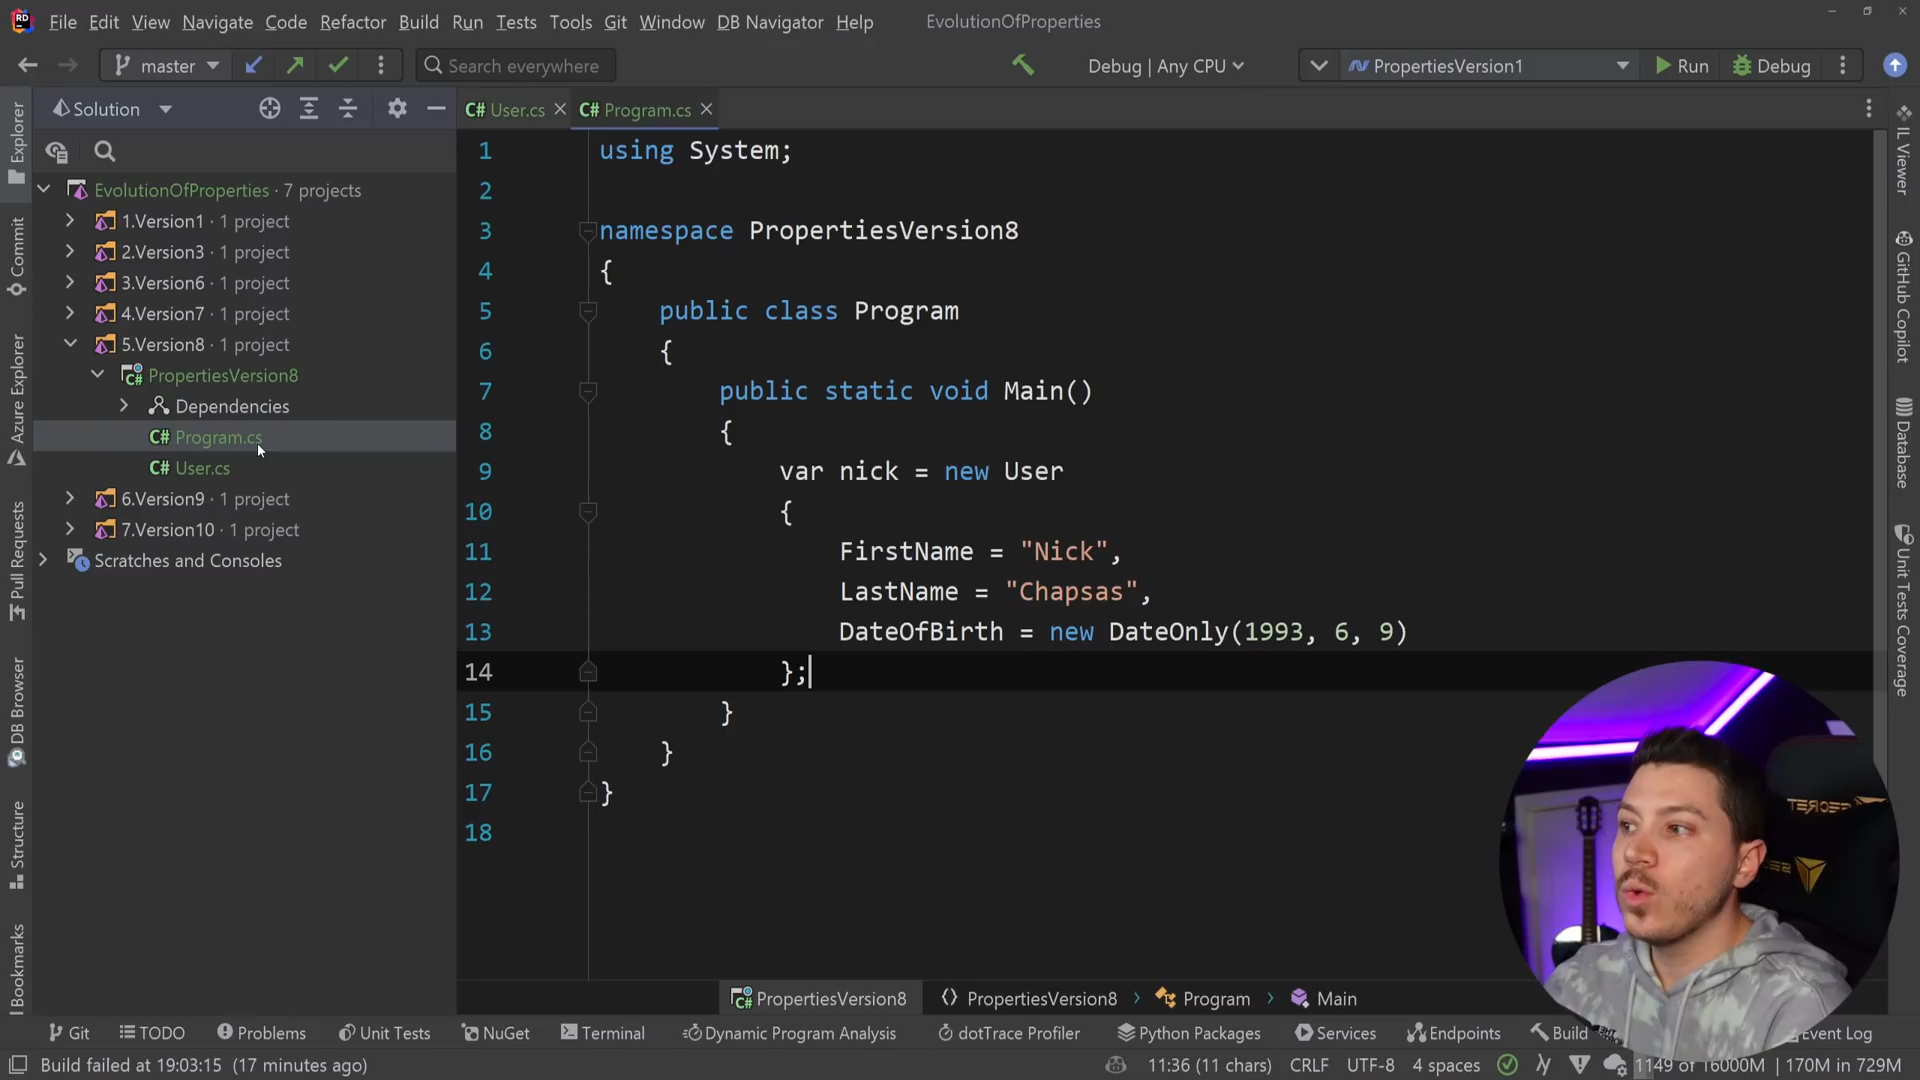 File Edit View Navigate Code Refactor Build Run Tests Tools Git Window DB Navigator Help EvolutionOfProperties
master Search everywhere Debug | Any CPU PropertiesVersion1 Run Debug
Solution
C# User.cs C# Program.cs
EvolutionOfProperties · 7 projects
1.Version1 · 1 project
2.Version3 · 1 project
3.Version6 · 1 project
4.Version7 · 1 project
5.Version8 · 1 project
PropertiesVersion8
Dependencies
C# Program.cs
C# User.cs
6.Version9 · 1 project
7.Version10 · 1 project
Scratches and Consoles
1 using System;
2
3 namespace PropertiesVersion8
4 {
5 public class Program
6 {
7 public static void Main()
8 {
9 var nick = new User
10 {
11 FirstName = "Nick",
12 LastName = "Chapsas",
13 DateOfBirth = new DateOnly(1993, 6, 9)
14 };
15 }
16 }
17 }
18
Explorer
Commit
Azure Explorer
Pull Requests
DB Browser
Structure
Bookmarks
IL Viewer
GitHub Copilot
Database
Unit Tests Coverage
PropertiesVersion8 PropertiesVersion8 Program Main
Git TODO Problems Unit Tests NuGet Terminal Dynamic Program Analysis dotTrace Profiler Python Packages Services Endpoints Build Event Log
Build failed at 19:03:15 (17 minutes ago) 11:36 (11 chars) CRLF UTF-8 4 spaces 1149 of 16000M 170M in 729M